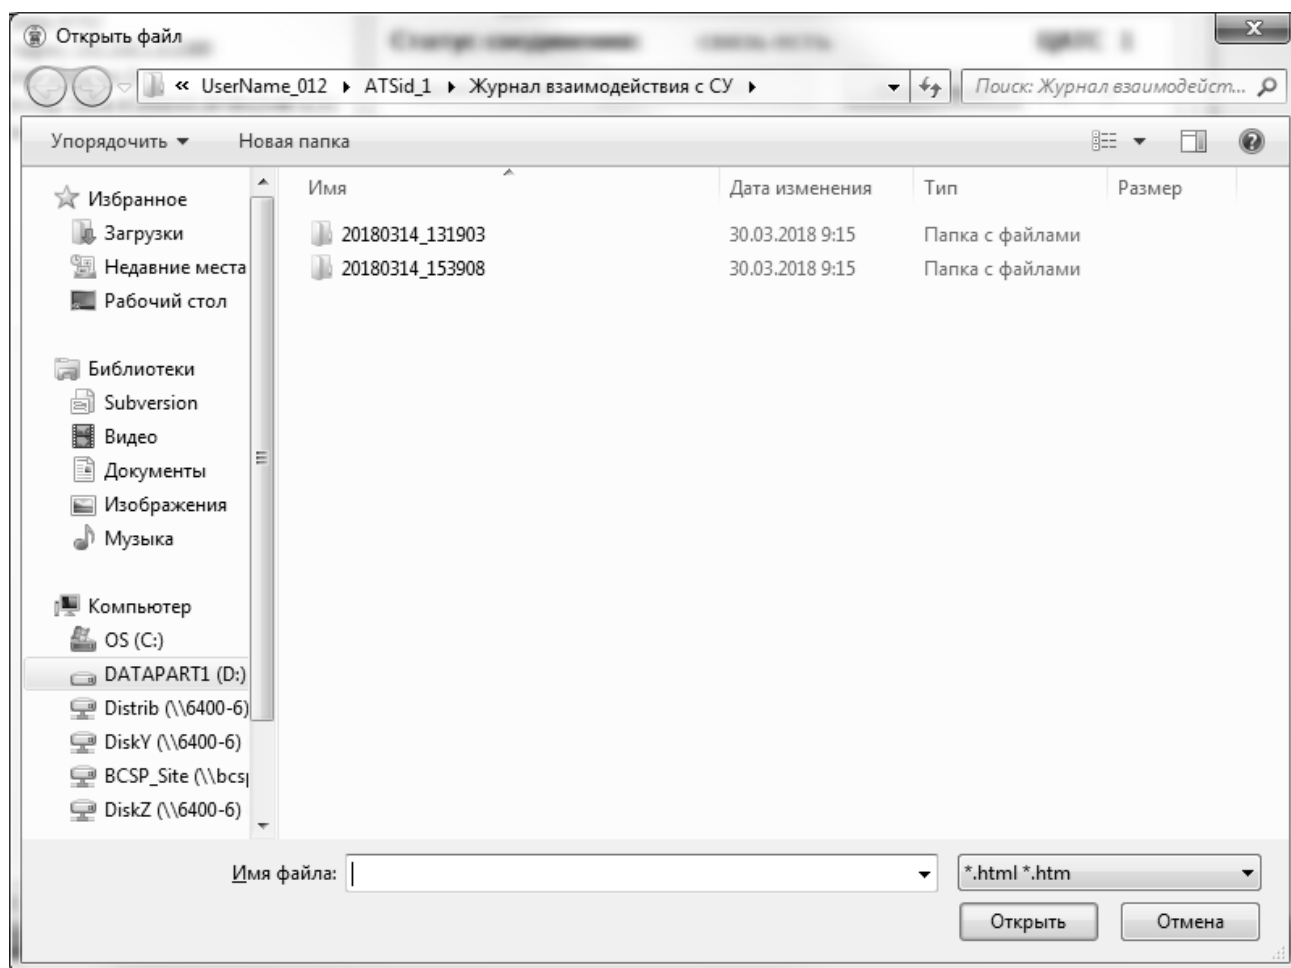 Открыть файл
« UserName_012 ATSid_1 Журнал взаимодействия с СУ
Поиск: Журнал взаимодейст...
Упорядочить Новая папка
Имя Дата изменения Тип Размер
Избранное
Загрузки
Недавние места
Рабочий стол
Библиотеки
Subversion
Видео
Документы
Изображения
Музыка
Компьютер
OS (C:)
DATAPART1 (D:)
Distrib (\\6400-6)
DiskY (\\6400-6)
BCSP_Site (\\bcsp
DiskZ (\\6400-6)
20180314_131903 30.03.2018 9:15 Папка с файлами
20180314_153908 30.03.2018 9:15 Папка с файлами
Имя файла:
*.html *.htm
Открыть Отмена